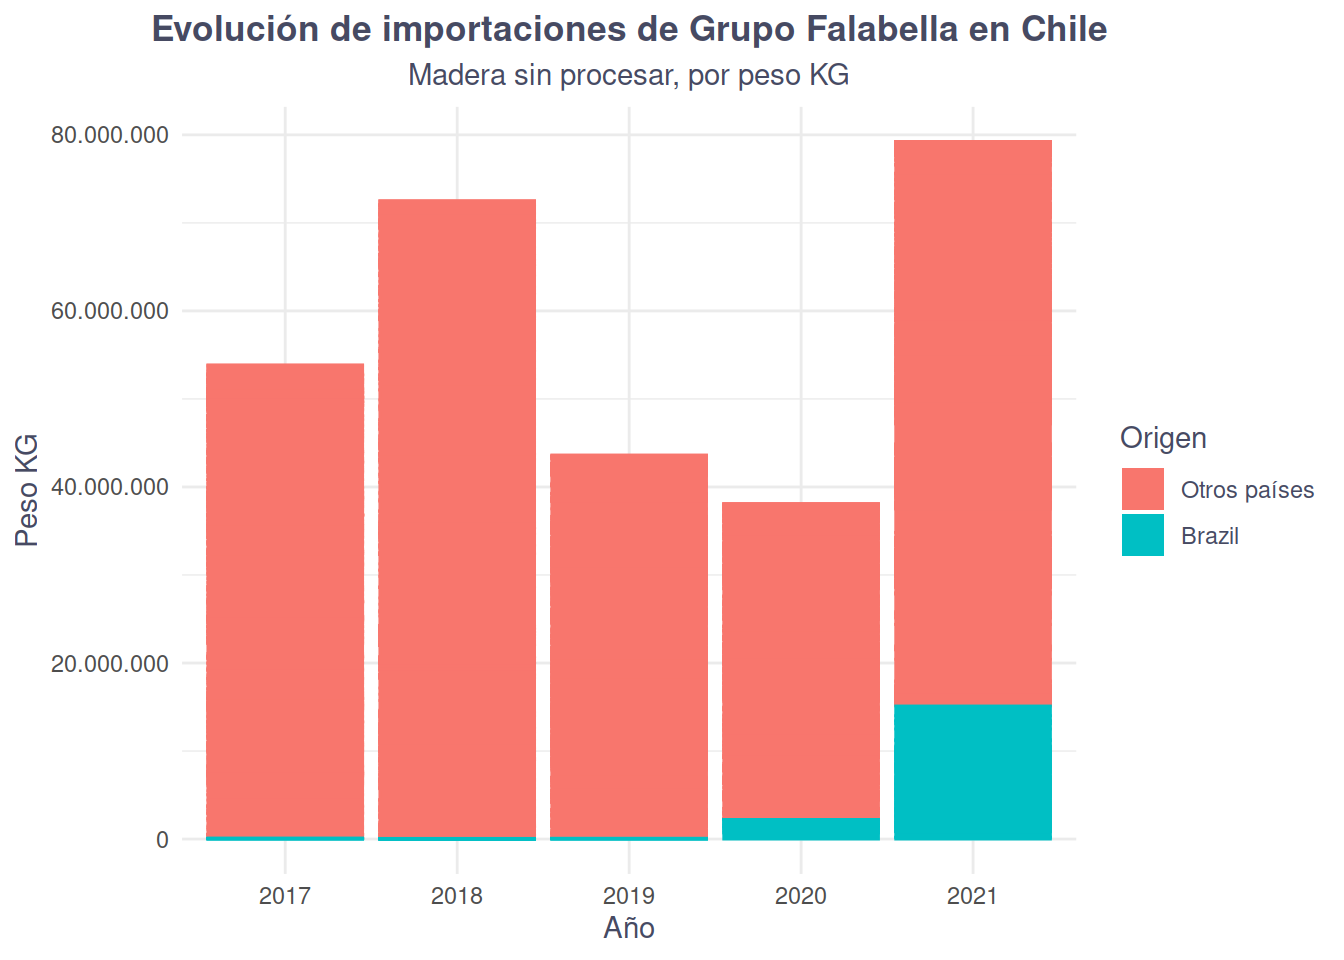 Evolución de importaciones de Grupo Falabella en Chile
Madera sin procesar, por peso KG
80.000.000
60.000.000
40.000.000
20.000.000
0
Peso KG
2017 2018 2019 2020 2021
Año
Origen
Otros países
Brazil